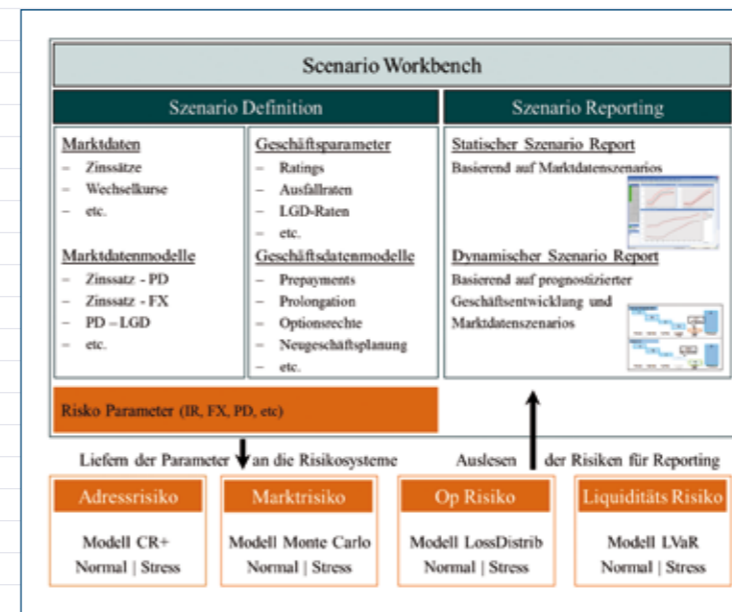 Scenario Workbench
Szenario Definition
Szenario Reporting
Marktdaten
– Zinssätze
– Wechselkurse
– etc.
Geschäftsparameter
– Ratings
– Ausfallraten
– LGD-Raten
– etc.
Statischer Szenario Report
Basierend auf Marktdatenszenarios
Marktdatenmodelle
– Zinssatz - PD
– Zinssatz - FX
– PD – LGD
– etc.
Geschäftsdatenmodelle
– Prepayments
– Prolongation
– Optionsrechte
– Neugeschäftsplanung
– etc.
Dynamischer Szenario Report
Basierend auf prognostizierter
Geschäftsentwicklung und
Marktdatenszenarios
Risko Parameter (IR, FX, PD, etc)
Liefern der Parameter an die Risikosysteme
Auslesen der Risiken für Reporting
Adressrisiko
Modell CR+
Normal | Stress
Marktrisiko
Modell Monte Carlo
Normal | Stress
Op Risiko
Modell LossDistrib
Normal | Stress
Liquiditäts Risiko
Modell LVaR
Normal | Stress